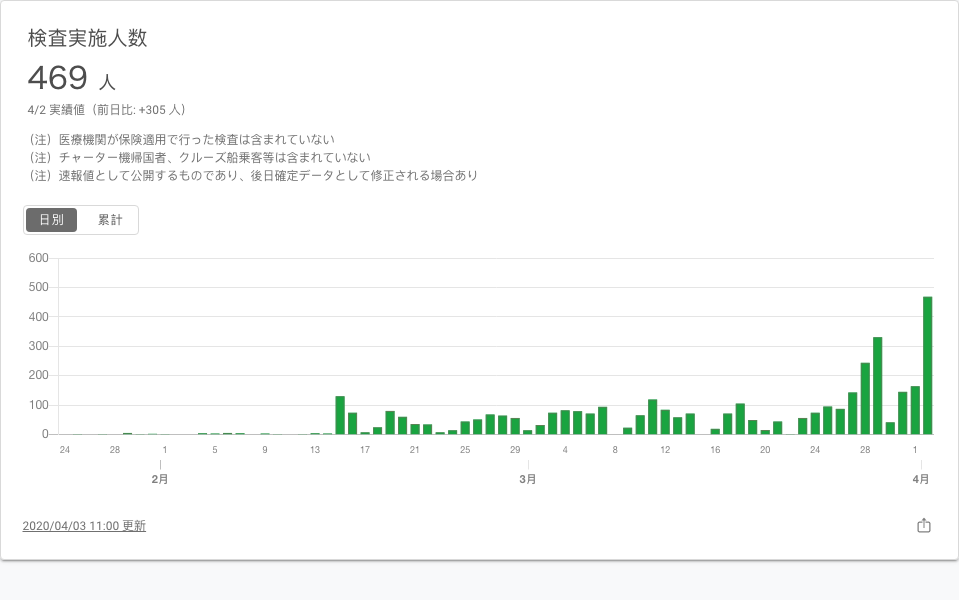 検査実施人数
469 人
4/2 実績値（前日比: +305 人）
（注）医療機関が保険適用で行った検査は含まれていない
（注）チャーター機帰国者、クルーズ船乗客等は含まれていない
（注）速報値として公開するものであり、後日確定データとして修正される場合あり
日別 累計
600
500
400
300
200
100
0
24 28 1 5 9 13 17 21 25 29 4 8 12 16 20 24 28 1
2月 3月 4月
2020/04/03 11:00 更新